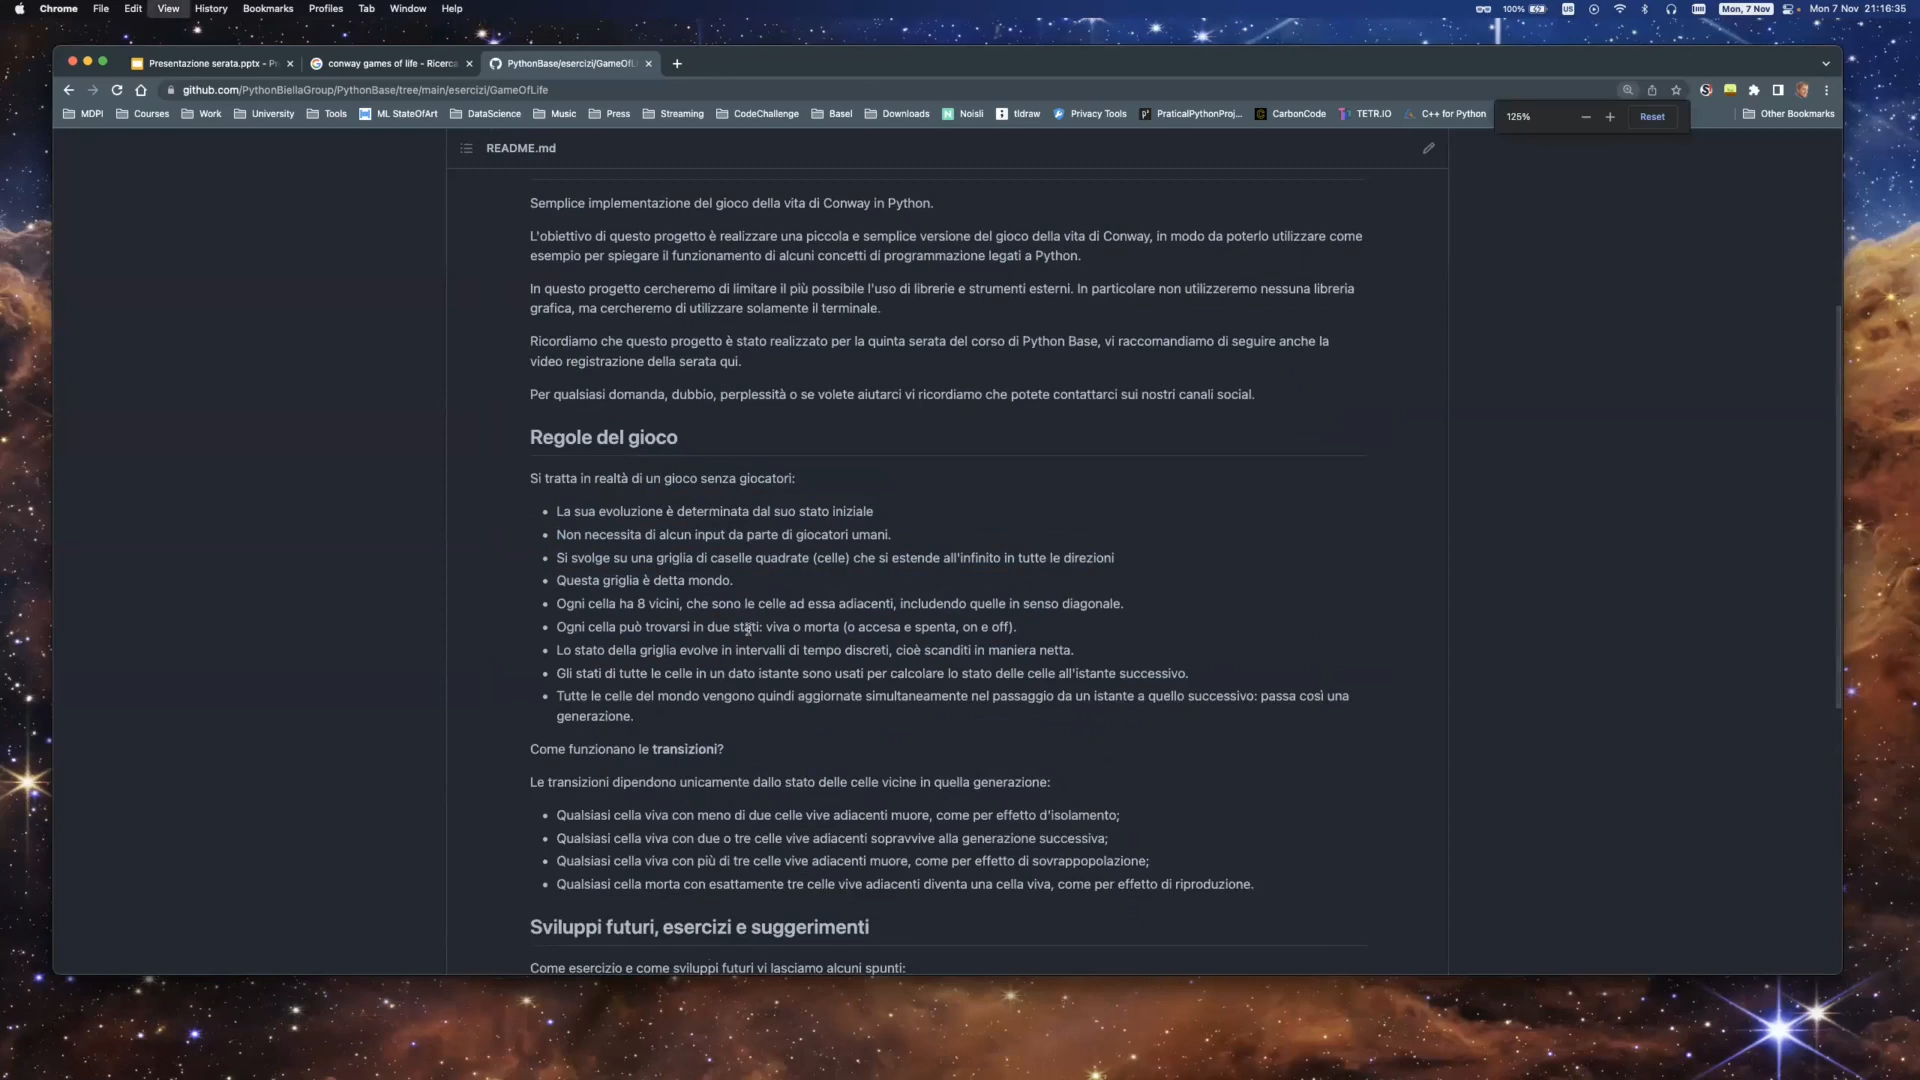 Chrome File Edit View History Bookmarks Profiles Tab Window Help 100% US Mon, 7 Nov Mon 7 Nov 21:16:35
Presentazione serata.pptx - Pr conway games of life - Ricerca PythonBase/esercizi/GameOfL
github.com/PythonBiellaGroup/PythonBase/tree/main/esercizi/GameOfLife
MDPI Courses Work University Tools ML StateOfArt DataScience Music Press Streaming CodeChallenge Basel Downloads Noisli tldraw Privacy Tools PraticalPythonProj... CarbonCode TETR.IO C++ for Python Other Bookmarks
125% Reset
README.md
Semplice implementazione del gioco della vita di Conway in Python.
L'obiettivo di questo progetto è realizzare una piccola e semplice versione del gioco della vita di Conway, in modo da poterlo utilizzare come
esempio per spiegare il funzionamento di alcuni concetti di programmazione legati a Python.
In questo progetto cercheremo di limitare il più possibile l'uso di librerie e strumenti esterni. In particolare non utilizzeremo nessuna libreria
grafica, ma cercheremo di utilizzare solamente il terminale.
Ricordiamo che questo progetto è stato realizzato per la quinta serata del corso di Python Base, vi raccomandiamo di seguire anche la
video registrazione della serata qui.
Per qualsiasi domanda, dubbio, perplessità o se volete aiutarci vi ricordiamo che potete contattarci sui nostri canali social.
Regole del gioco
Si tratta in realtà di un gioco senza giocatori:
• La sua evoluzione è determinata dal suo stato iniziale
• Non necessita di alcun input da parte di giocatori umani.
• Si svolge su una griglia di caselle quadrate (celle) che si estende all'infinito in tutte le direzioni
• Questa griglia è detta mondo.
• Ogni cella ha 8 vicini, che sono le celle ad essa adiacenti, includendo quelle in senso diagonale.
• Ogni cella può trovarsi in due stati: viva o morta (o accesa e spenta, on e off).
• Lo stato della griglia evolve in intervalli di tempo discreti, cioè scanditi in maniera netta.
• Gli stati di tutte le celle in un dato istante sono usati per calcolare lo stato delle celle all'istante successivo.
• Tutte le celle del mondo vengono quindi aggiornate simultaneamente nel passaggio da un istante a quello successivo: passa così una
generazione.
Come funzionano le transizioni?
Le transizioni dipendono unicamente dallo stato delle celle vicine in quella generazione:
• Qualsiasi cella viva con meno di due celle vive adiacenti muore, come per effetto d'isolamento;
• Qualsiasi cella viva con due o tre celle vive adiacenti sopravvive alla generazione successiva;
• Qualsiasi cella viva con più di tre celle vive adiacenti muore, come per effetto di sovrappopolazione;
• Qualsiasi cella morta con esattamente tre celle vive adiacenti diventa una cella viva, come per effetto di riproduzione.
Sviluppi futuri, esercizi e suggerimenti
Come esercizio e come sviluppi futuri vi lasciamo alcuni spunti: